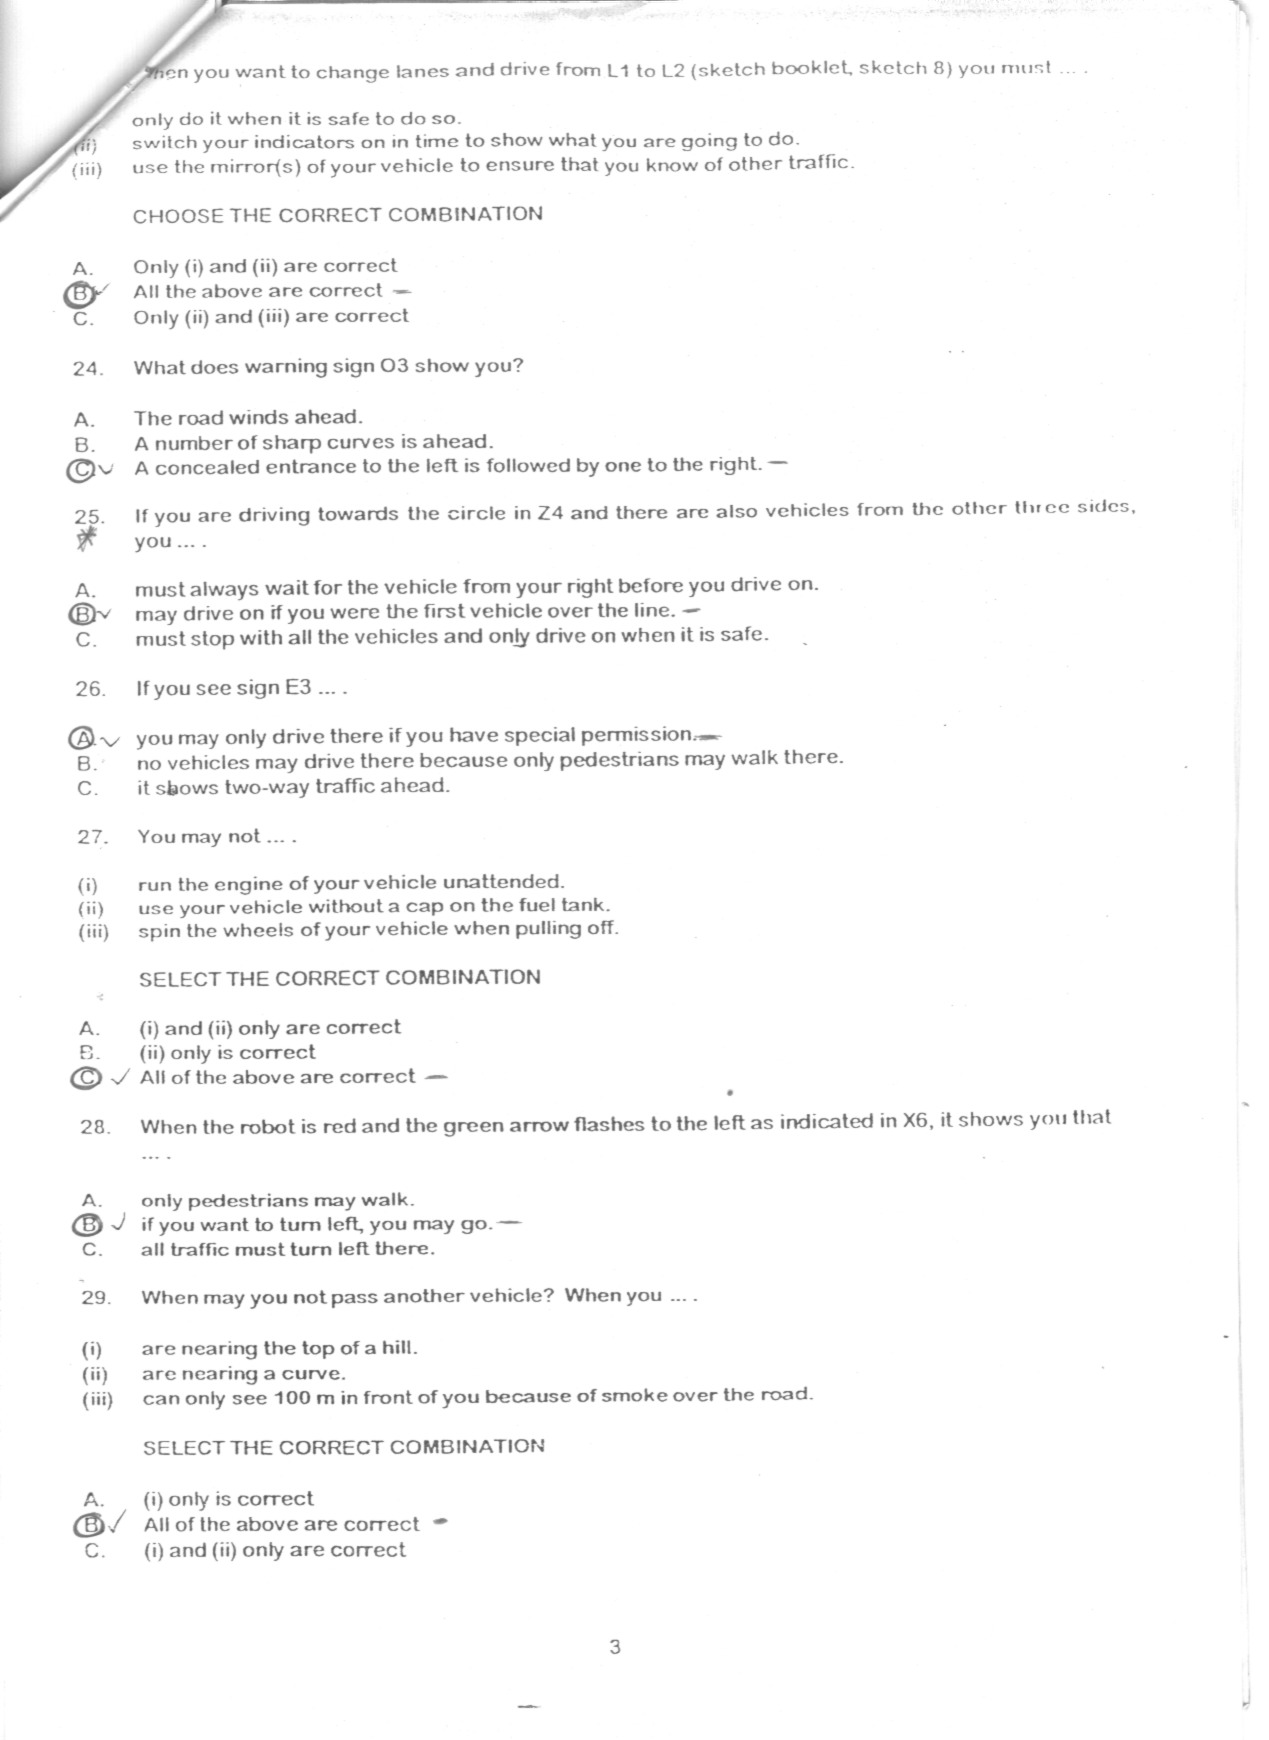 hen you want to change lanes and drive from L1 to L2 (sketch booklet, sketch 8) you must ... .
only do it when it is safe to do so.
(ii) switch your indicators on in time to show what you are going to do.
(iii) use the mirror(s) of your vehicle to ensure that you know of other traffic.
CHOOSE THE CORRECT COMBINATION
A. Only (i) and (ii) are correct
B. All the above are correct
C. Only (ii) and (iii) are correct
24. What does warning sign O3 show you?
A. The road winds ahead.
B. A number of sharp curves is ahead.
C. A concealed entrance to the left is followed by one to the right.
25. If you are driving towards the circle in Z4 and there are also vehicles from the other three sides,
you ... .
A. must always wait for the vehicle from your right before you drive on.
B. may drive on if you were the first vehicle over the line.
C. must stop with all the vehicles and only drive on when it is safe.
26. If you see sign E3 ... .
A. you may only drive there if you have special permission.
B. no vehicles may drive there because only pedestrians may walk there.
C. it shows two-way traffic ahead.
27. You may not ... .
(i) run the engine of your vehicle unattended.
(ii) use your vehicle without a cap on the fuel tank.
(iii) spin the wheels of your vehicle when pulling off.
SELECT THE CORRECT COMBINATION
A. (i) and (ii) only are correct
B. (ii) only is correct
C. All of the above are correct
28. When the robot is red and the green arrow flashes to the left as indicated in X6, it shows you that
... .
A. only pedestrians may walk.
B. if you want to turn left, you may go.
C. all traffic must turn left there.
29. When may you not pass another vehicle? When you ... .
(i) are nearing the top of a hill.
(ii) are nearing a curve.
(iii) can only see 100 m in front of you because of smoke over the road.
SELECT THE CORRECT COMBINATION
A. (i) only is correct
B. All of the above are correct
C. (i) and (ii) only are correct
3